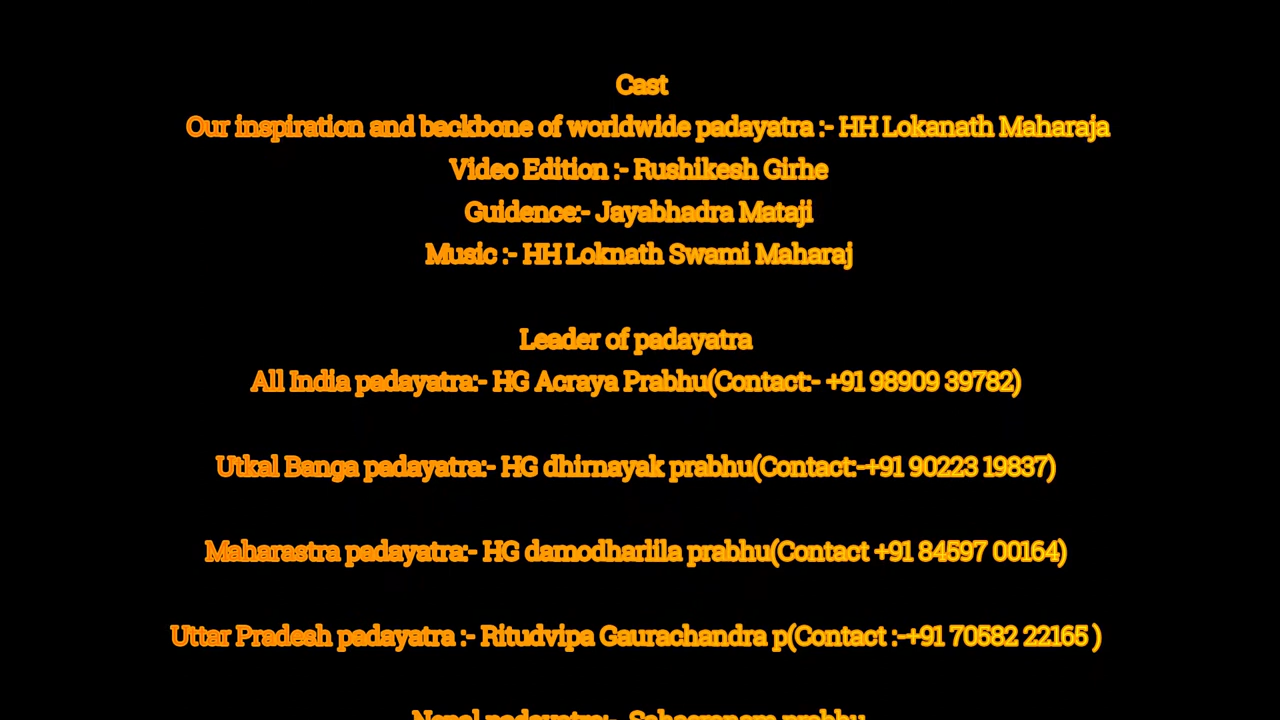 Cast
Our inspiration and backbone of worldwide padayatra :- HH Lokanath Maharaja
Video Edition :- Rushikesh Girhe
Guidence:- Jayabhadra Mataji
Music :- HH Loknath Swami Maharaj
Leader of padayatra
All India padayatra:- HG Acraya Prabhu(Contact:- +91 98909 39782)
Utkal Banga padayatra:- HG dhirnayak prabhu(Contact:-+91 90223 19837)
Maharastra padayatra:- HG damodharlila prabhu(Contact +91 84597 00164)
Uttar Pradesh padayatra :- Ritudvipa Gaurachandra p(Contact :-+91 70582 22165 )
Nepal padayatra:- prabhu